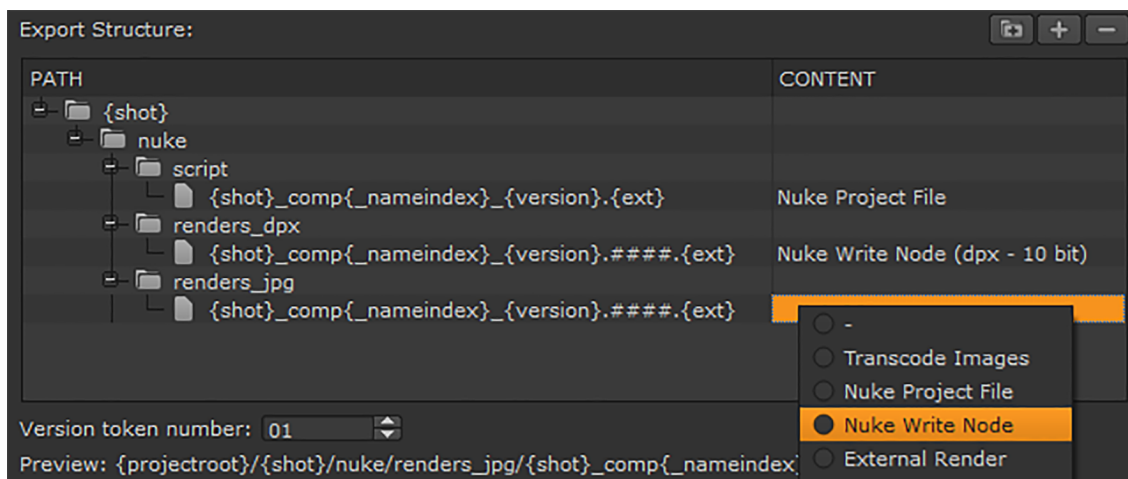 Export Structure:
PATH CONTENT
{shot}
nuke
script
{shot}_comp{_nameindex}_{version}.{ext} Nuke Project File
renders_dpx
{shot}_comp{_nameindex}_{version}.####.{ext} Nuke Write Node (dpx - 10 bit)
renders_jpg
{shot}_comp{_nameindex}_{version}.####.{ext}
-
Transcode Images
Nuke Project File
Nuke Write Node
External Render
Version token number: 01
Preview: {projectroot}/{shot}/nuke/renders_jpg/{shot}_comp{_nameindex}